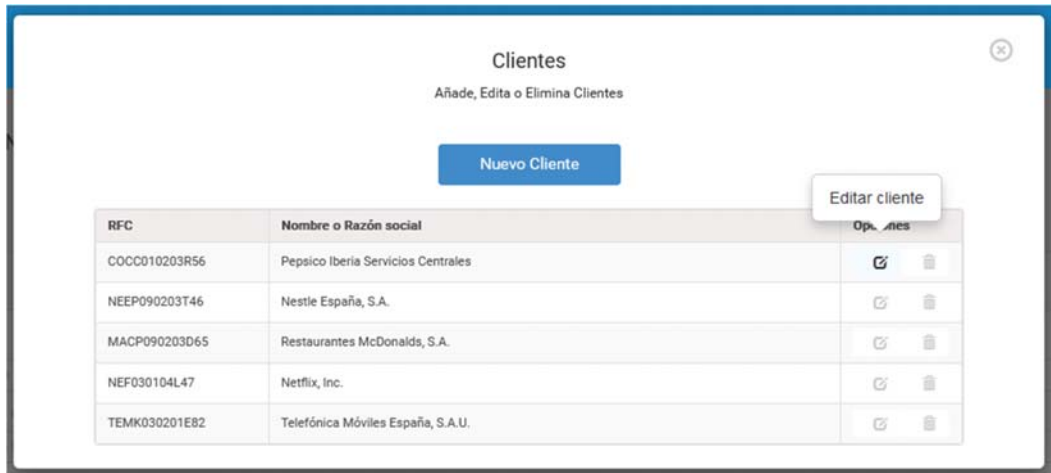 Clientes
Añade, Edita o Elimina Clientes
Nuevo Cliente
Editar cliente
RFC Nombre o Razón social Opciones
COCC010203R56 Pepsico Iberia Servicios Centrales
NEEP090203T46 Nestle España, S.A.
MACP090203D65 Restaurantes McDonalds, S.A.
NEF030104L47 Netflix, Inc.
TEMK030201E82 Telefónica Móviles España, S.A.U.